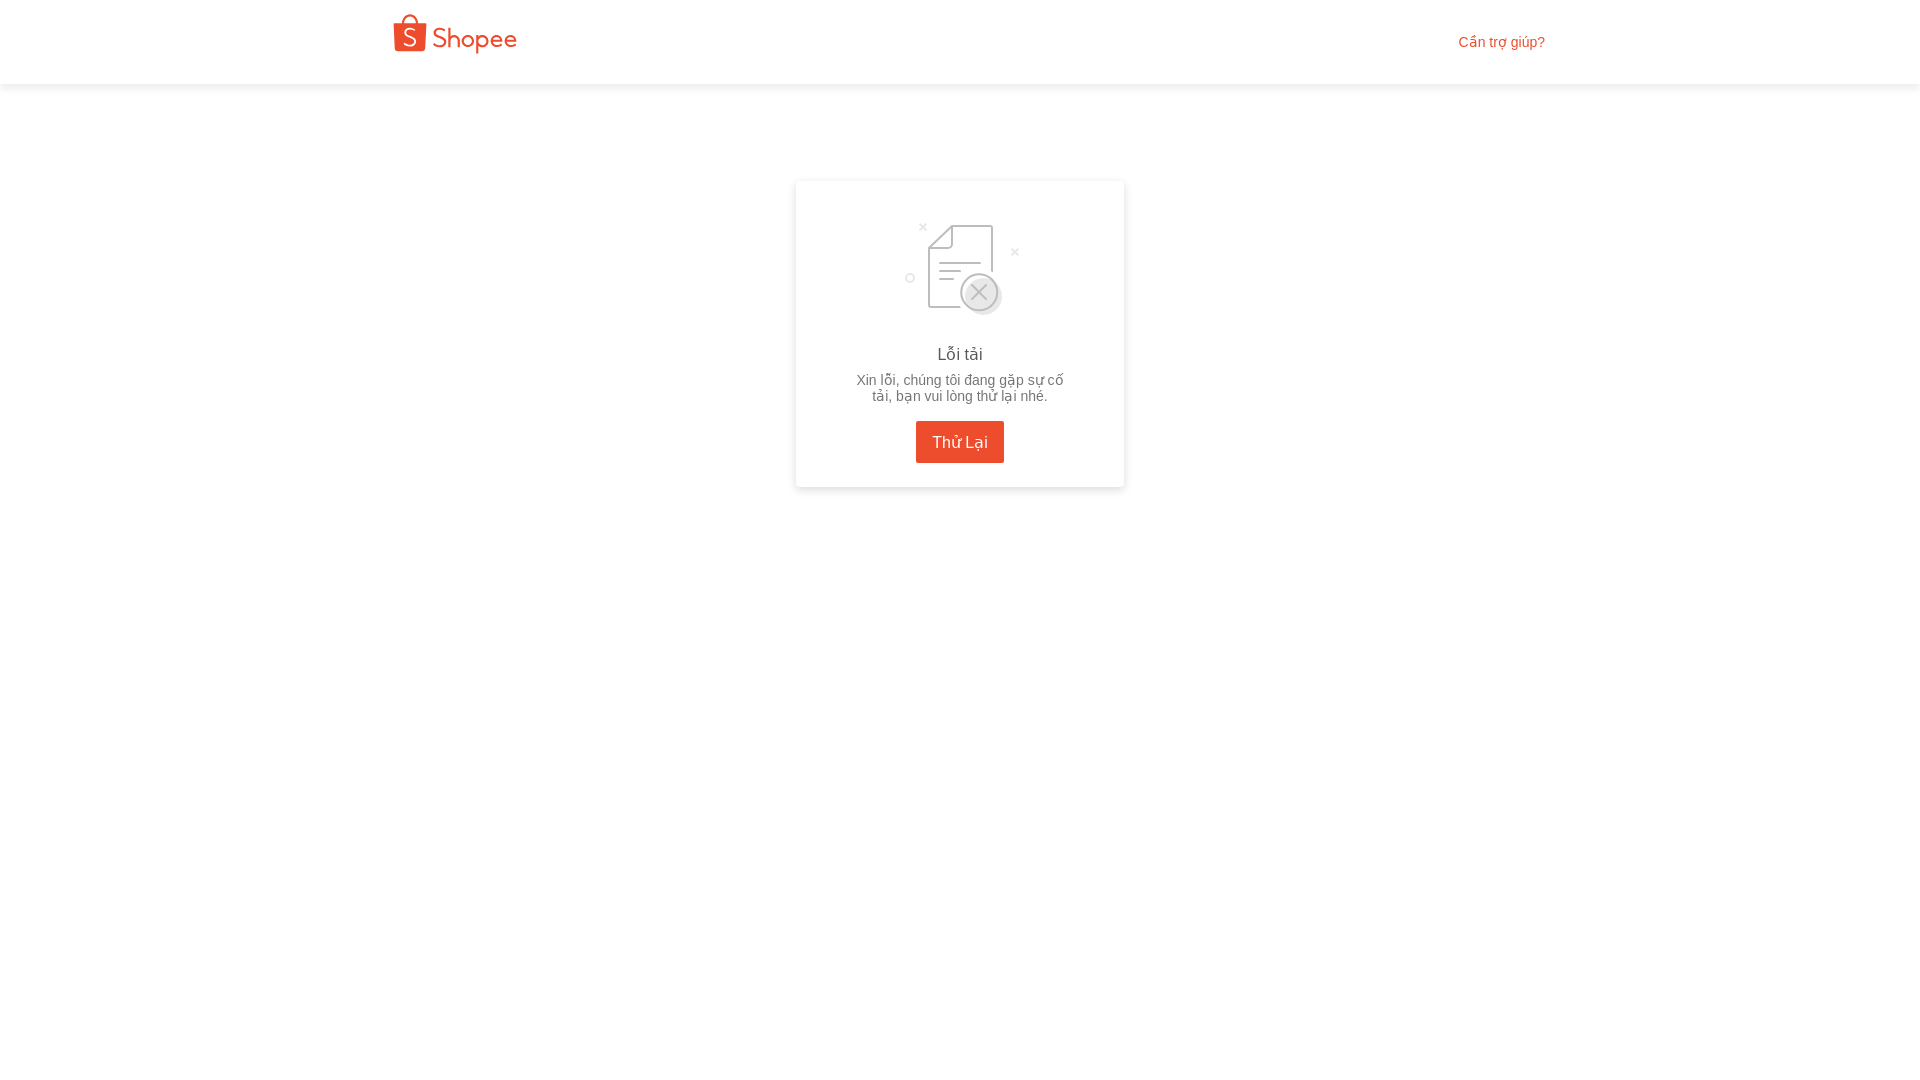 Shopee
Cần trợ giúp?
Lỗi tải
Xin lỗi, chúng tôi đang gặp sự cố
tải, bạn vui lòng thử lại nhé.
Thử Lại